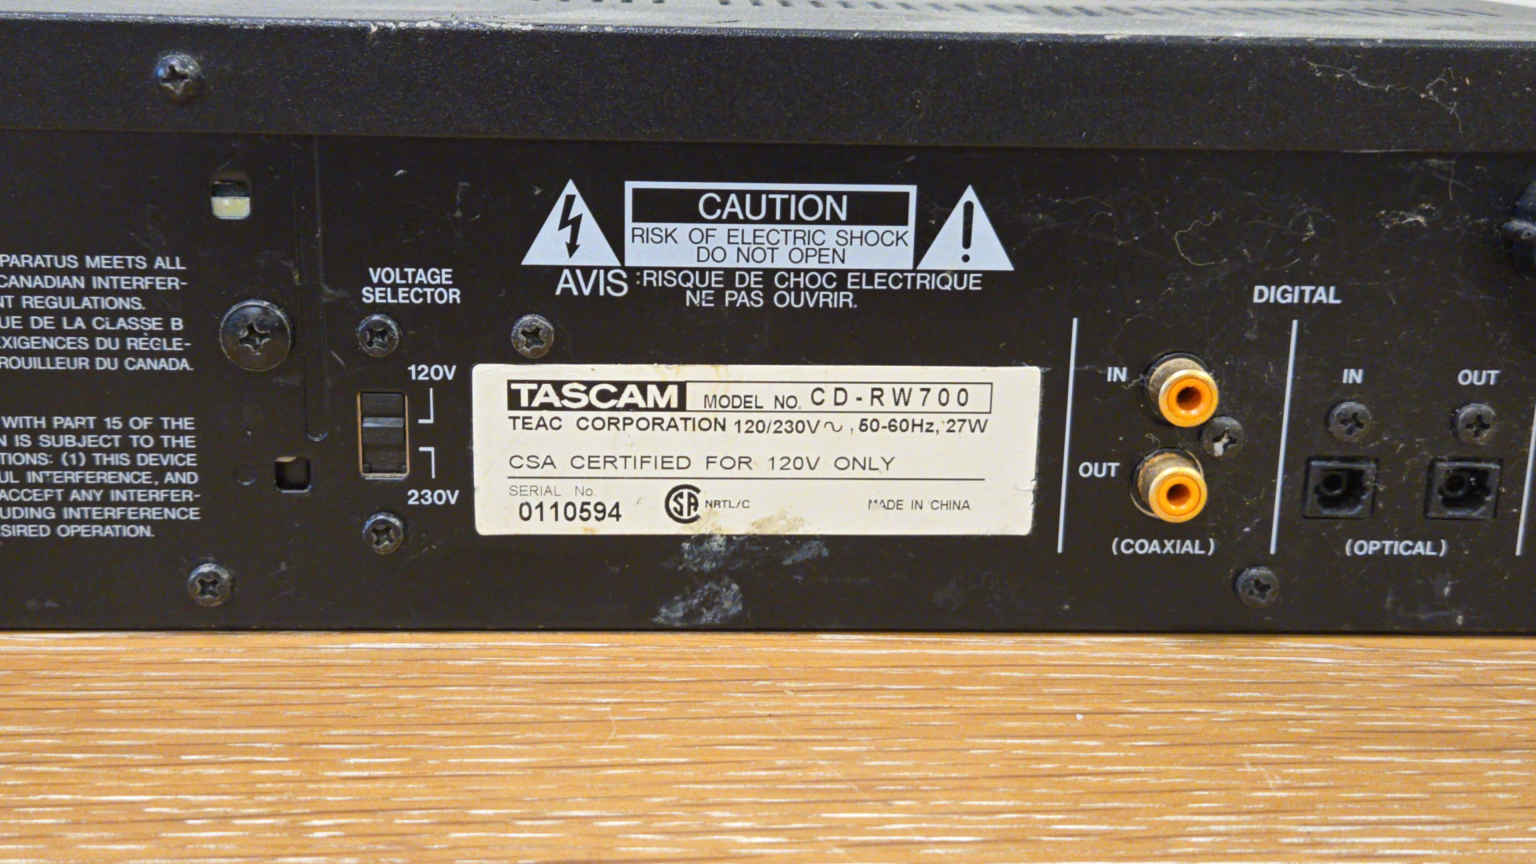 PARATUS MEETS ALL
CANADIAN INTERFER-
NT REGULATIONS.
UE DE LA CLASSE B
XIGENCES DU RÈGLE-
ROUILLEUR DU CANADA.
WITH PART 15 OF THE
N IS SUBJECT TO THE
TIONS: (1) THIS DEVICE
UL INTERFERENCE, AND
ACCEPT ANY INTERFER-
UDING INTERFERENCE
SIRED OPERATION.
VOLTAGE
SELECTOR
120V
230V
CAUTION
RISK OF ELECTRIC SHOCK
DO NOT OPEN
AVIS :RISQUE DE CHOC ELECTRIQUE
NE PAS OUVRIR.
TASCAM MODEL NO. CD-RW700
TEAC CORPORATION 120/230V~, 50-60Hz, 27W
CSA CERTIFIED FOR 120V ONLY
SERIAL No.
0110594
SA NRTL/C
MADE IN CHINA
DIGITAL
IN
OUT
(COAXIAL)
IN OUT
(OPTICAL)